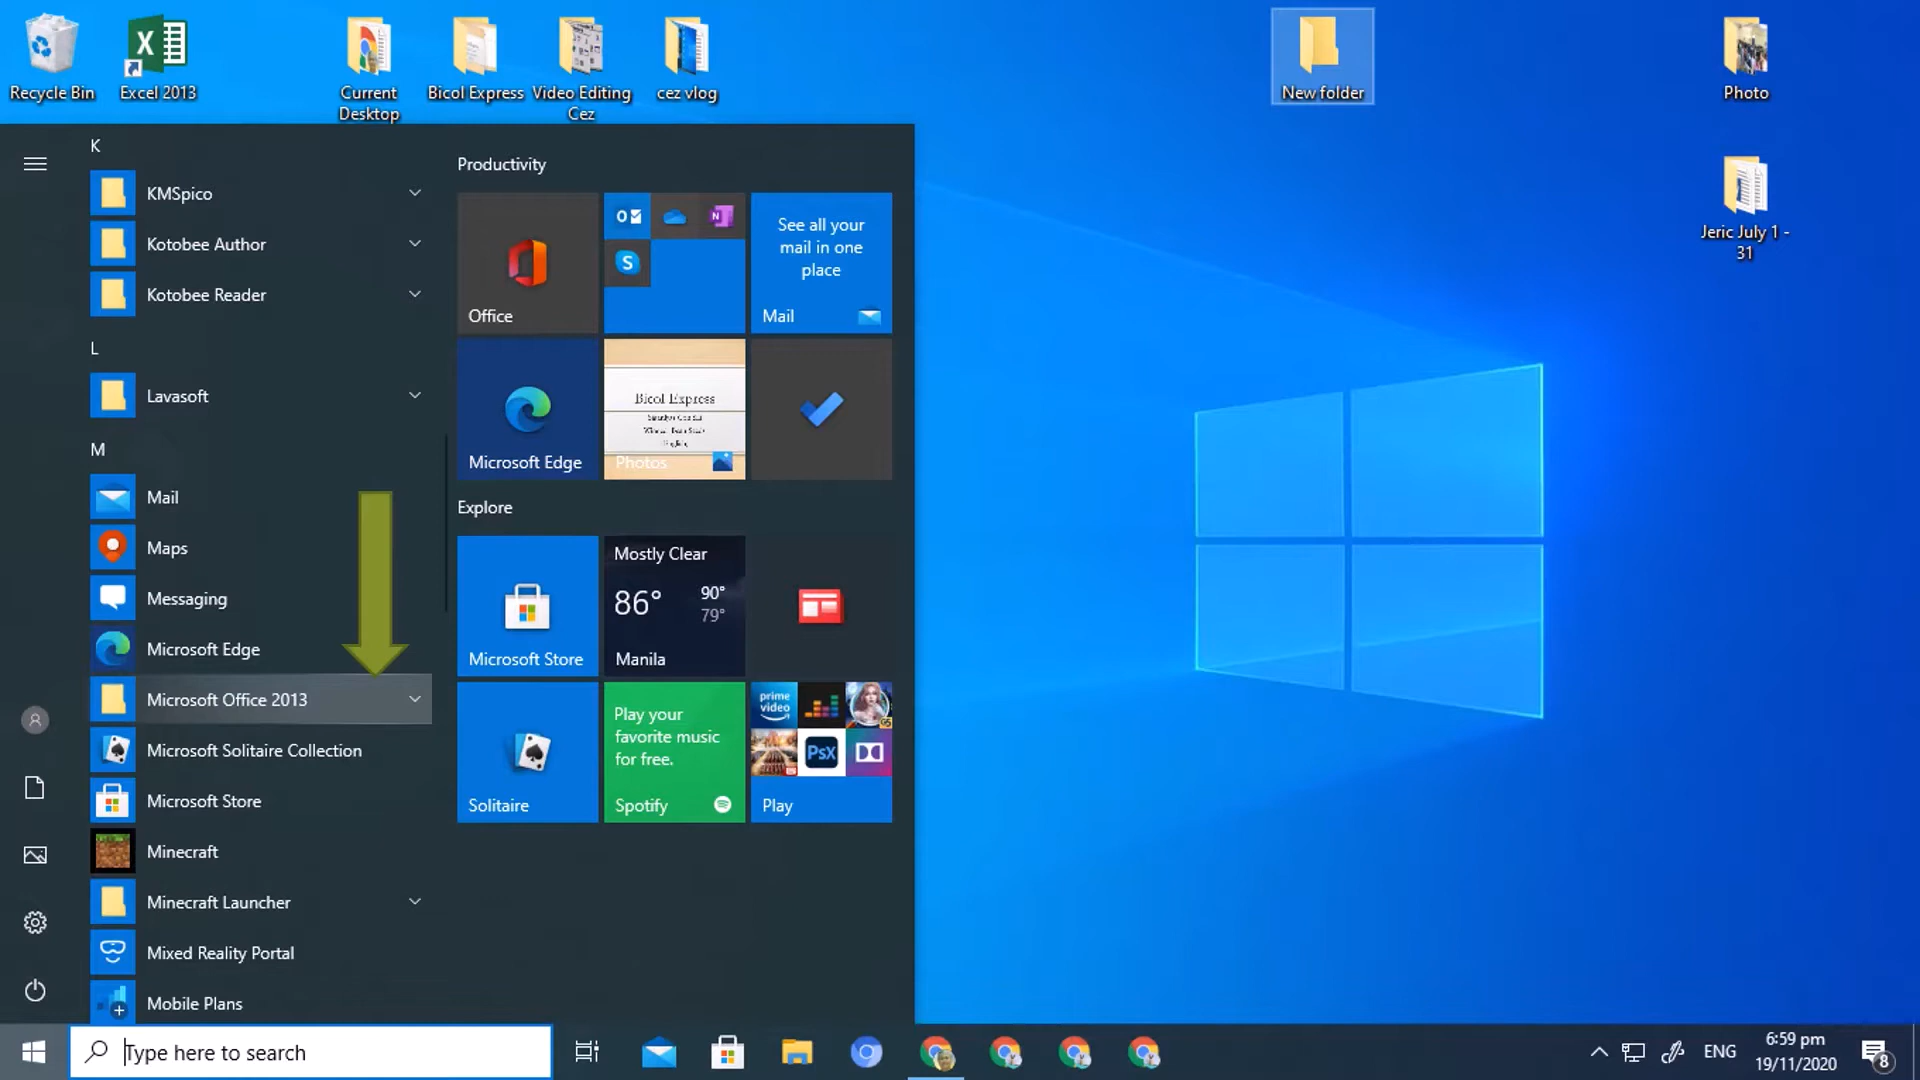 Recycle Bin
Excel 2013
Current
Desktop
Bicol Express
Video Editing
Cez
cez vlog
New folder
Photo
Jeric July 1 -
31
K
KMSpico
Kotobee Author
Kotobee Reader
L
Lavasoft
M
Mail
Maps
Messaging
Microsoft Edge
Microsoft Office 2013
Microsoft Solitaire Collection
Microsoft Store
Minecraft
Minecraft Launcher
Mixed Reality Portal
Mobile Plans
Productivity
Office
See all your
mail in one
place
Mail
Microsoft Edge
Bicol Express
English
Photos
Explore
Microsoft Store
Mostly Clear
86°
90°
79°
Manila
Solitaire
Play your
favorite music
for free.
Spotify
prime
video
PsX
Play
Type here to search
ENG
6:59 pm
19/11/2020
8